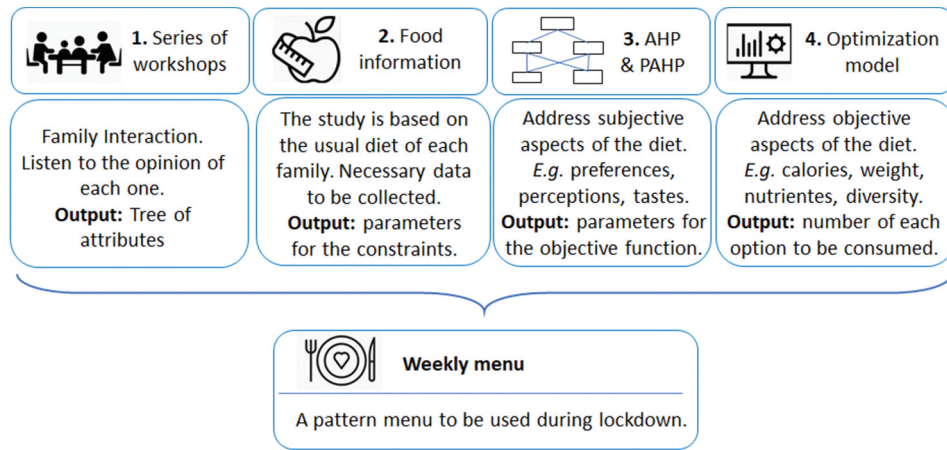 1. Series of
workshops
2. Food
information
3. AHP
& PAHP
4. Optimization
model
Family Interaction.
Listen to the opinion of
each one.
Output: Tree of
attributes
The study is based on
the usual diet of each
family. Necessary data
to be collected.
Output: parameters
for the constraints.
Address subjective
aspects of the diet.
E.g. preferences,
perceptions, tastes.
Output: parameters for
the objective function.
Address objective
aspects of the diet.
E.g. calories, weight,
nutrientes, diversity.
Output: number of each
option to be consumed.
Weekly menu
A pattern menu to be used during lockdown.